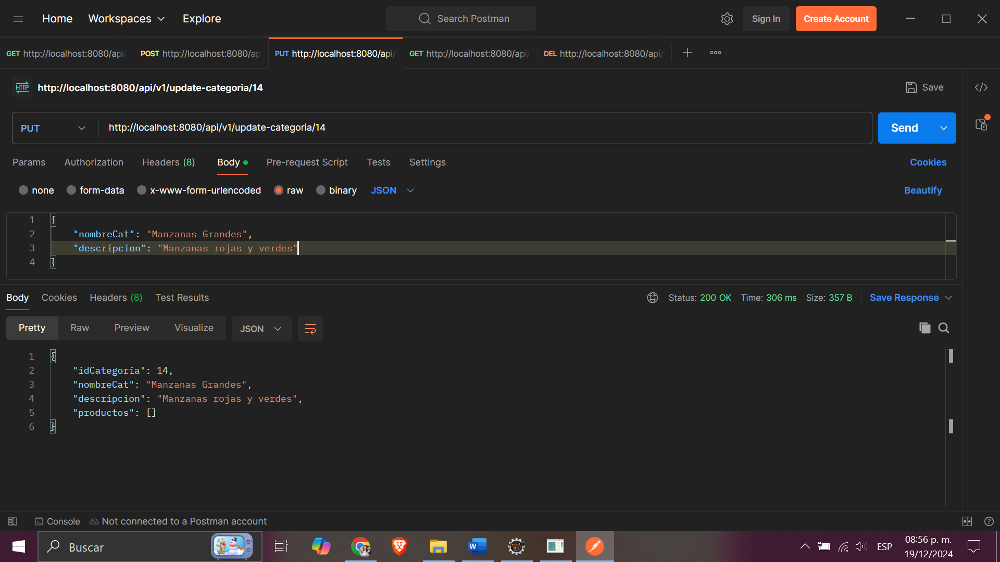 Home Workspaces Explore Search Postman Sign In Create Account
GET http://localhost:8080/api/ POST http://localhost:8080/ap PUT http://localhost:8080/api/ GET http://localhost:8080/api/ DEL http://localhost:8080/api/
HTTP http://localhost:8080/api/v1/update-categoria/14 Save
PUT http://localhost:8080/api/v1/update-categoria/14 Send
Params Authorization Headers (8) Body Pre-request Script Tests Settings Cookies
none form-data x-www-form-urlencoded raw binary JSON Beautify
1 {
2 "nombreCat": "Manzanas Grandes",
3 "descripcion": "Manzanas rojas y verdes"
4 }
Body Cookies Headers (8) Test Results Status: 200 OK Time: 306 ms Size: 357 B Save Response
Pretty Raw Preview Visualize JSON
1 {
2 "idCategoria": 14,
3 "nombreCat": "Manzanas Grandes",
4 "descripcion": "Manzanas rojas y verdes",
5 "productos": []
6 }
Console Not connected to a Postman account
Buscar ESP 08:56 p. m.
19/12/2024